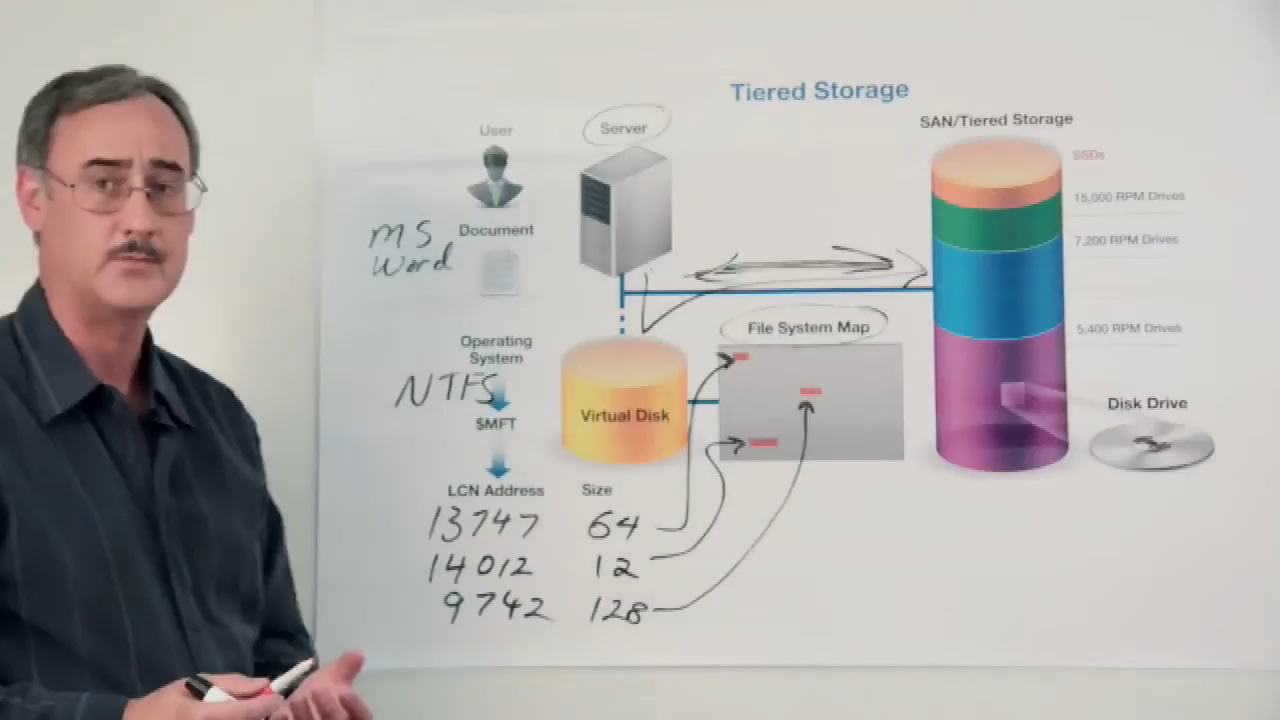 Tiered Storage
User
Server
SAN/Tiered Storage
SSDs
15,000 RPM Drives
7,200 RPM Drives
5,400 RPM Drives
Disk Drive
MS
Word
Document
Operating
System
NTFS
$MFT
Virtual Disk
File System Map
LCN Address Size
13747 64
14012 12
9742 128